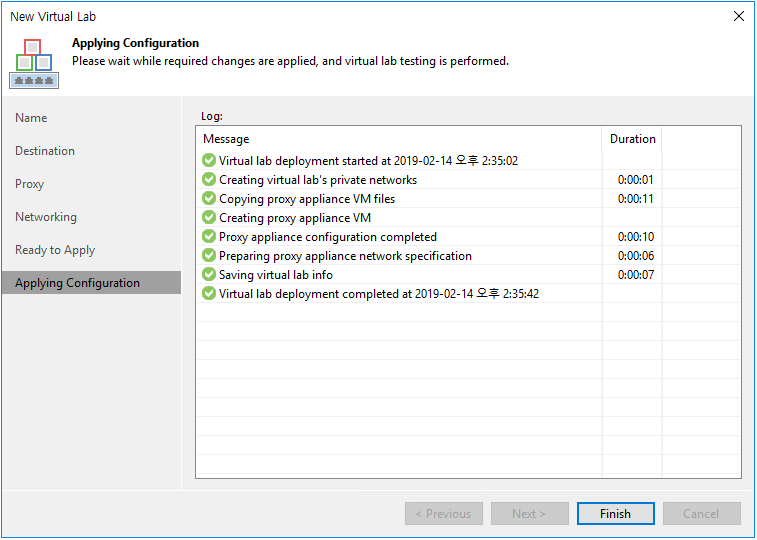 New Virtual Lab
Applying Configuration
Please wait while required changes are applied, and virtual lab testing is performed.
Name
Destination
Proxy
Networking
Ready to Apply
Applying Configuration
Log:
Message Duration
Virtual lab deployment started at 2019-02-14 오후 2:35:02
Creating virtual lab's private networks 0:00:01
Copying proxy appliance VM files 0:00:11
Creating proxy appliance VM
Proxy appliance configuration completed 0:00:10
Preparing proxy appliance network specification 0:00:06
Saving virtual lab info 0:00:07
Virtual lab deployment completed at 2019-02-14 오후 2:35:42
< Previous Next > Finish Cancel